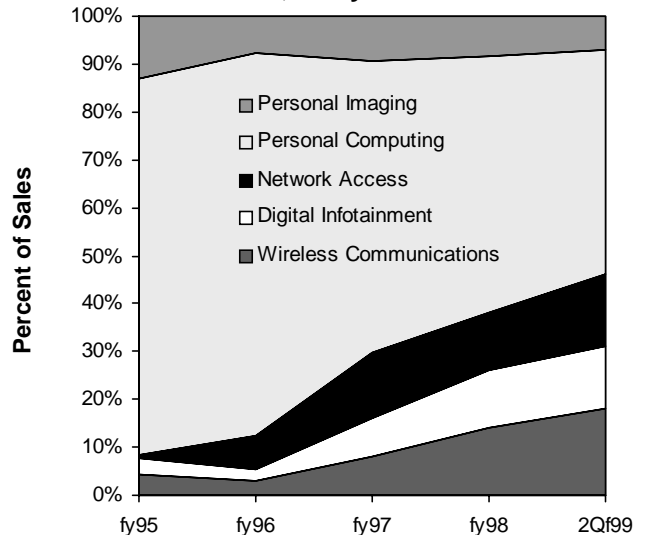 100%
90%
80%
70%
60%
50%
40%
30%
20%
10%
0%
Percent of Sales
Personal Imaging
Personal Computing
Network Access
Digital Infotainment
Wireless Communications
fy95 fy96 fy97 fy98 2Qf99